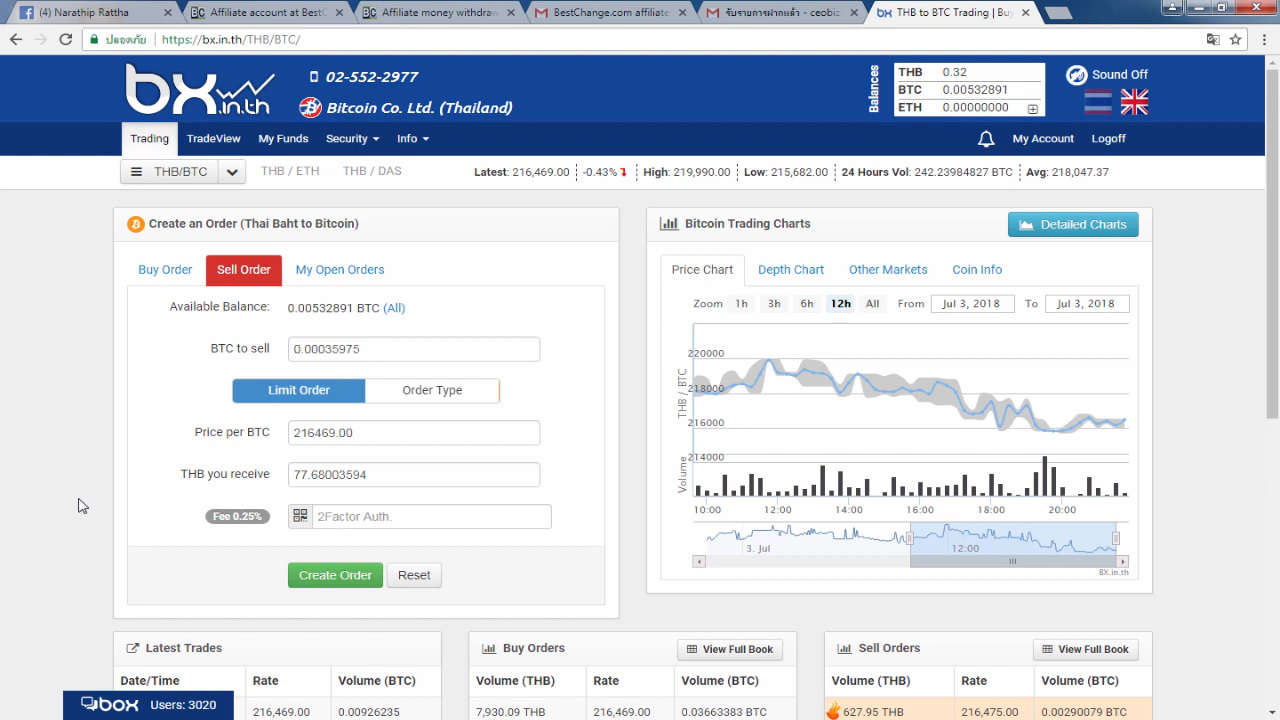 (4) Narathip Rattha
Affiliate account at BestC
Affiliate money withdraw
BestChange.com affiliate
รับรายการฝากแล้ว - ceobiz
THB to BTC Trading | Buy
ปลอดภัย https://bx.in.th/THB/BTC/
bx.in.th
02-552-2977
Bitcoin Co. Ltd. (Thailand)
Balances
THB 0.32
BTC 0.00532891
ETH 0.00000000
Sound Off
Trading TradeView My Funds Security Info My Account Logoff
THB/BTC THB / ETH THB / DAS Latest: 216,469.00 -0.43% High: 219,990.00 Low: 215,682.00 24 Hours Vol: 242.23984827 BTC Avg: 218,047.37
Create an Order (Thai Baht to Bitcoin)
Buy Order Sell Order My Open Orders
Available Balance: 0.00532891 BTC (All)
BTC to sell 0.00035975
Limit Order Order Type
Price per BTC 216469.00
THB you receive 77.68003594
Fee 0.25% 2Factor Auth.
Create Order Reset
Bitcoin Trading Charts Detailed Charts
Price Chart Depth Chart Other Markets Coin Info
Zoom 1h 3h 6h 12h All From Jul 3, 2018 To Jul 3, 2018
THB / BTC
220000
218000
216000
214000
Volume
10:00 12:00 14:00 16:00 18:00 20:00
3. Jul 12:00
BX.in.th
Latest Trades
Date/Time Rate Volume (BTC)
216,469.00 0.00926235
Buy Orders View Full Book
Volume (THB) Rate Volume (BTC)
7,930.09 THB 216,469.00 0.03663383 BTC
Sell Orders View Full Book
Volume (THB) Rate Volume (BTC)
627.95 THB 216,475.00 0.00290079 BTC
box Users: 3020